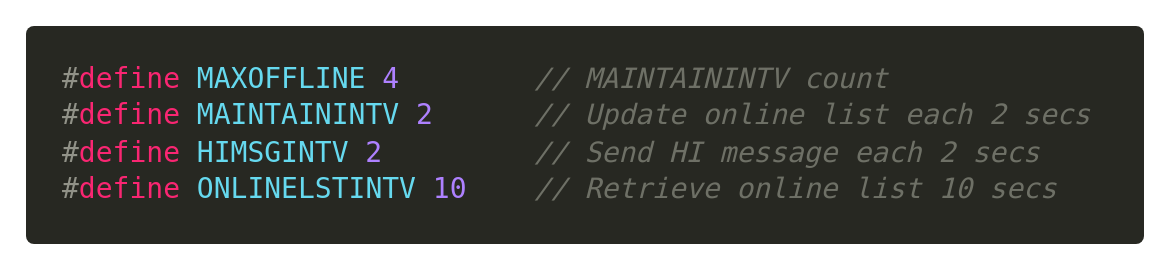 #define MAXOFFLINE 4        // MAINTAININTV count
#define MAINTAININTV 2      // Update online list each 2 secs
#define HIMSGINTV 2         // Send HI message each 2 secs
#define ONLINELSTINTV 10    // Retrieve online list 10 secs